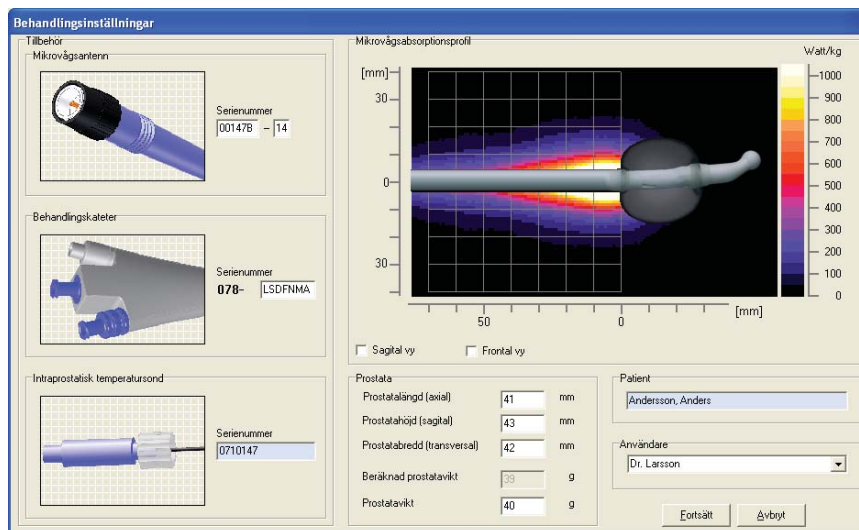 Behandlingsinställningar
Tillbehör
Mikrovågsantenn
Serienummer
00147B - 14
Behandlingskateter
Serienummer
078- LSDFNMA
Intraprostatisk temperatursond
Serienummer
0710147
Mikrovågsabsorptionsprofil
Watt/kg
[mm]
30
0
30
50 0 [mm]
1000
900
800
700
600
500
400
300
200
100
0
Sagital vy Frontal vy
Prostata
Prostatalängd (axial) 41 mm
Prostatahöjd (sagital) 43 mm
Prostatabredd (transversal) 42 mm
Beräknad prostatavikt 39 g
Prostatavikt 40 g
Patient
Andersson, Anders
Användare
Dr. Larsson
Fortsätt Avbryt